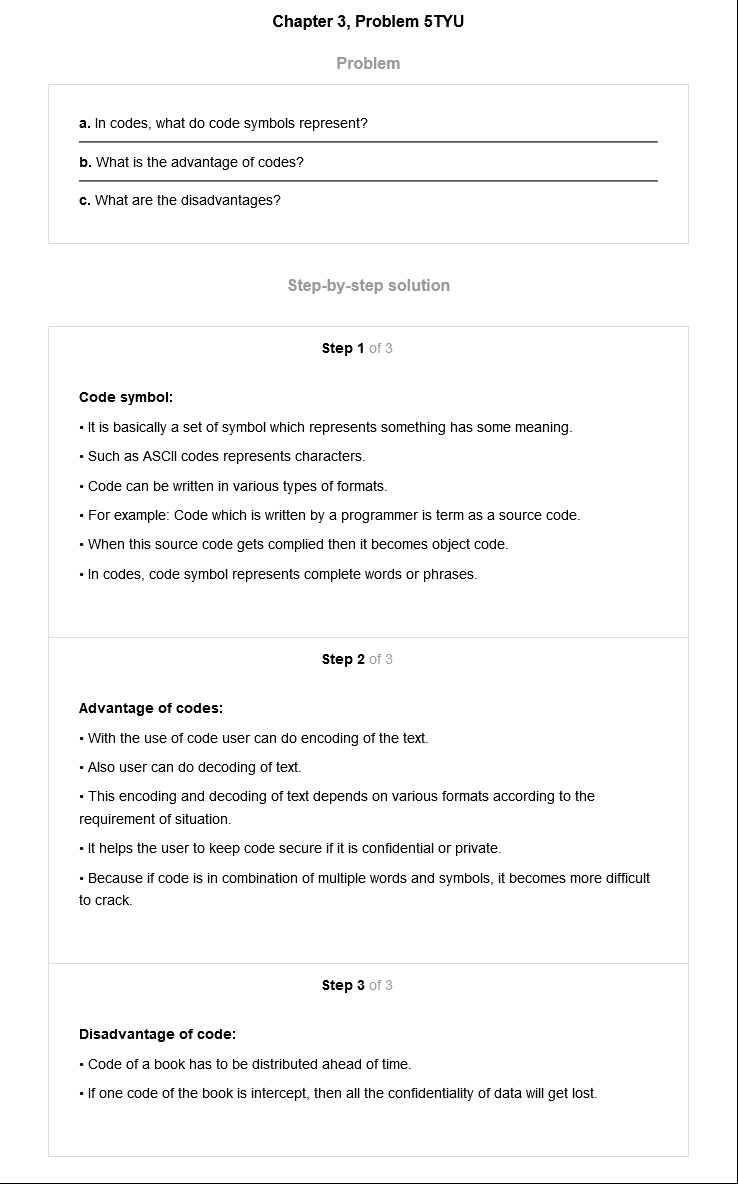 Chapter 3, Problem 5TYU
Problem
a. In codes, what do code symbols represent?
b. What is the advantage of codes?
c. What are the disadvantages?
Step-by-step solution
Step 1 of 3
Code symbol:
• It is basically a set of symbol which represents something has some meaning.
• Such as ASCII codes represents characters.
• Code can be written in various types of formats.
• For example: Code which is written by a programmer is term as a source code.
• When this source code gets complied then it becomes object code.
• In codes, code symbol represents complete words or phrases.
Step 2 of 3
Advantage of codes:
• With the use of code user can do encoding of the text.
• Also user can do decoding of text.
• This encoding and decoding of text depends on various formats according to the
requirement of situation.
• It helps the user to keep code secure if it is confidential or private.
• Because if code is in combination of multiple words and symbols, it becomes more difficult
to crack.
Step 3 of 3
Disadvantage of code:
• Code of a book has to be distributed ahead of time.
• If one code of the book is intercept, then all the confidentiality of data will get lost.